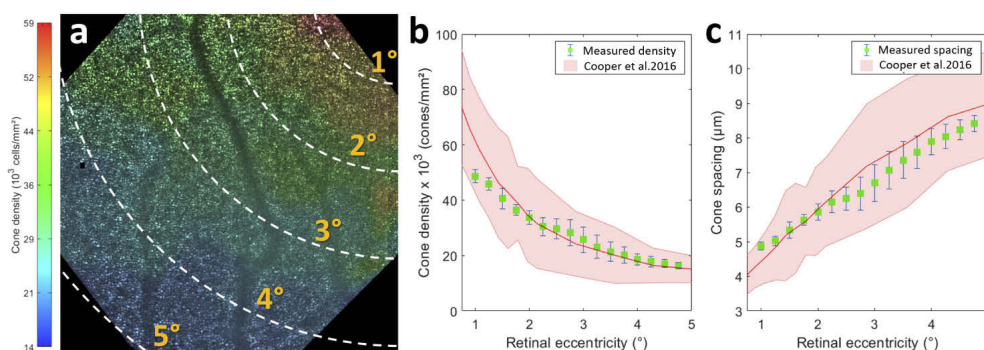 a
59
52
44
36
29
21
14
Cone density (10³ cells/mm²)
1°
2°
3°
4°
5°
b
Measured density
Cooper et al.2016
100
80
60
40
20
0
Cone density x 10³ (cones/mm²)
1 2 3 4 5
Retinal eccentricity (°)
c
Measured spacing
Cooper et al.2016
11
10
9
8
7
6
5
4
3
Cone spacing (µm)
1 2 3 4
Retinal eccentricity (°)